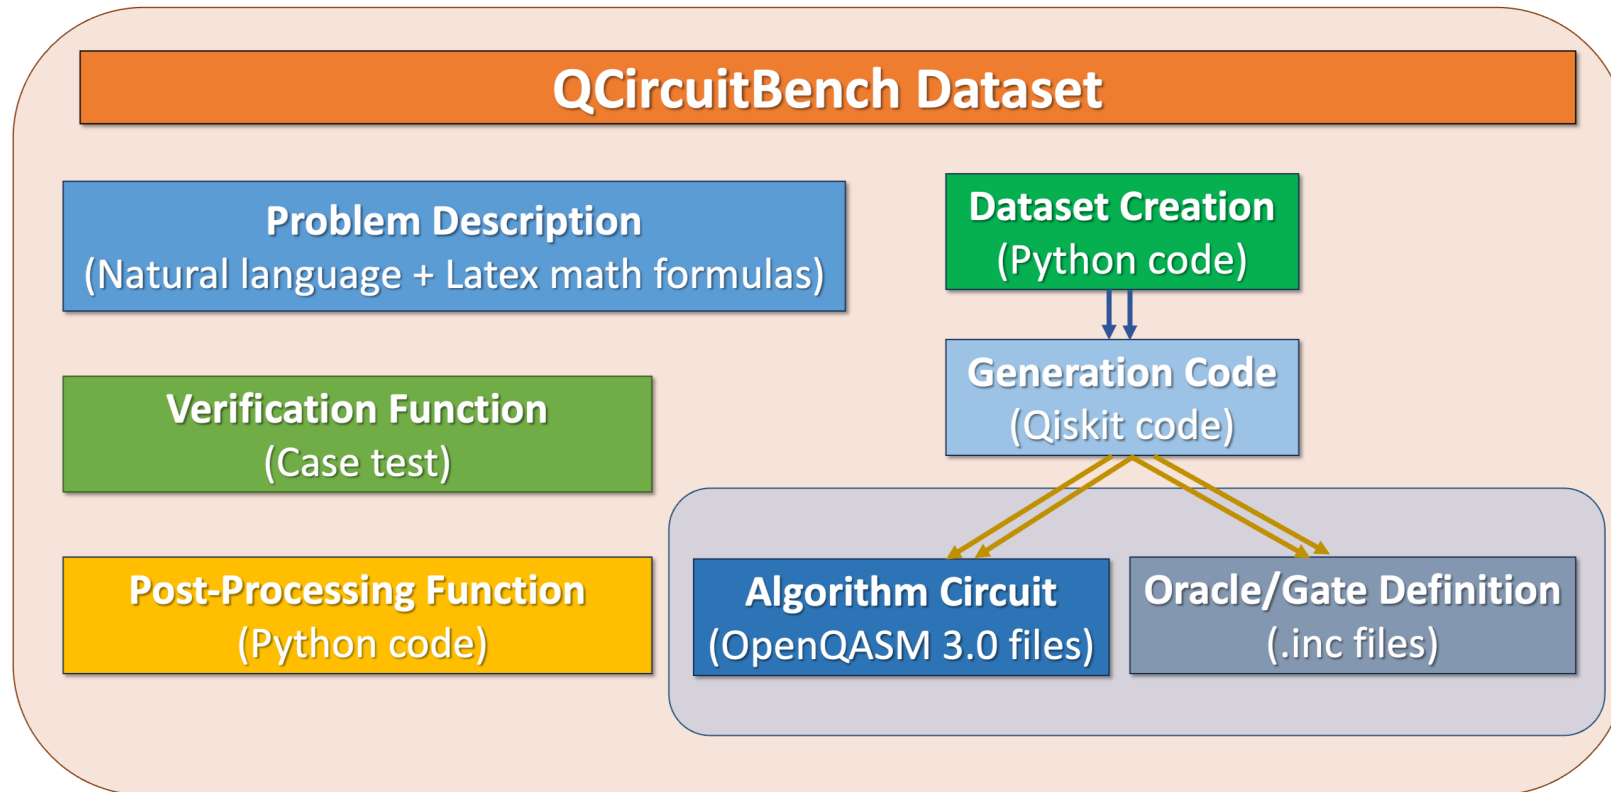 QCircuitBench Dataset
Problem Description
(Natural language + Latex math formulas)
Dataset Creation
(Python code)
Generation Code
(Qiskit code)
Verification Function
(Case test)
Post-Processing Function
(Python code)
Algorithm Circuit
(OpenQASM 3.0 files)
Oracle/Gate Definition
(.inc files)